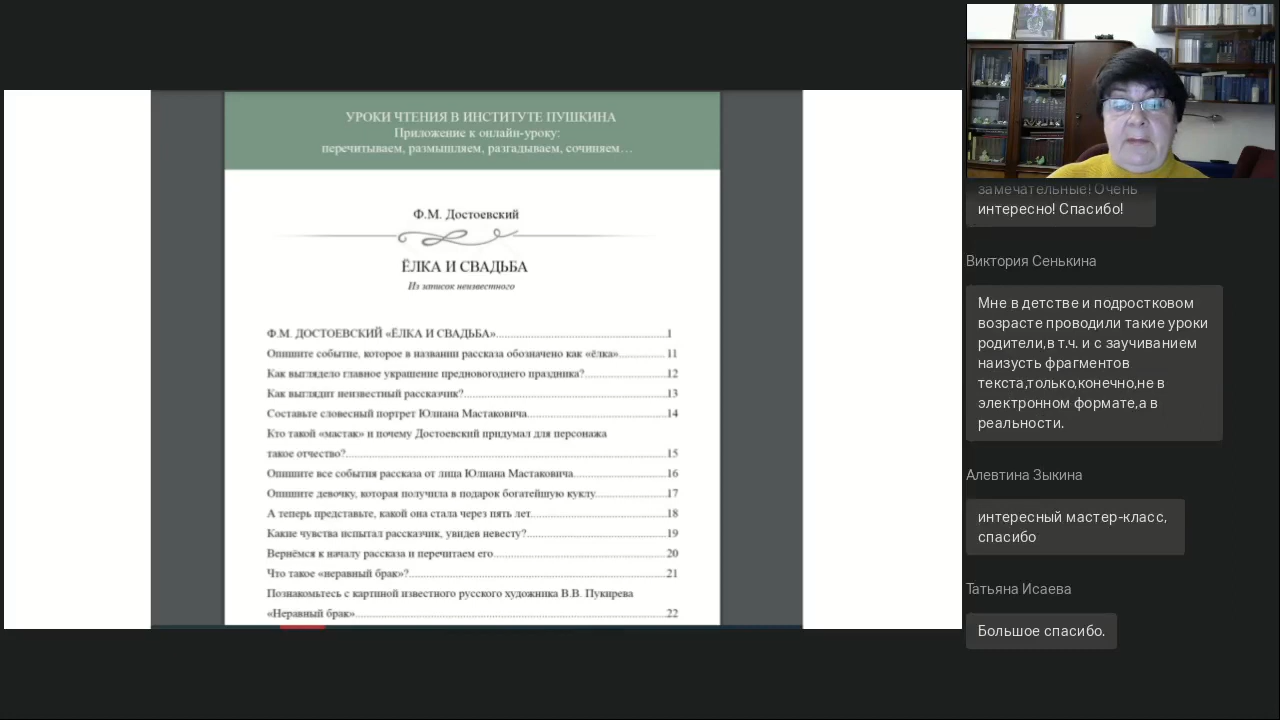 УРОКИ ЧТЕНИЯ В ИНСТИТУТЕ ПУШКИНА
Приложение к онлайн-уроку:
перечитываем, размышляем, разгадываем, сочиняем…
Ф.М. Достоевский
ЁЛКА И СВАДЬБА
Из записок неизвестного
Ф.М. ДОСТОЕВСКИЙ «ЁЛКА И СВАДЬБА»...1
Опишите событие, которое в названии рассказа обозначено как «ёлка»...11
Как выглядело главное украшение предновогоднего праздника?...12
Как выглядит неизвестный рассказчик?...13
Составьте словесный портрет Юлиана Мастаковича...14
Кто такой «мастак» и почему Достоевский придумал для персонажа
такое отчество?...15
Опишите все события рассказа от лица Юлиана Мастаковича...16
Опишите девочку, которая получила в подарок богатейшую куклу...17
А теперь представьте, какой она стала через пять лет...18
Какие чувства испытал рассказчик, увидев невесту?...19
Вернёмся к началу рассказа и перечитаем его...20
Что такое «неравный брак»?...21
Познакомьтесь с картиной известного русского художника В.В. Пукирева
«Неравный брак»...22
замечательные! Очень
интересно! Спасибо!
Виктория Сенькина
Мне в детстве и подростковом
возрасте проводили такие уроки
родители,в т.ч. и с заучиванием
наизусть фрагментов
текста,только,конечно,не в
электронном формате,а в
реальности.
Алевтина Зыкина
интересный мастер-класс,
спасибо
Татьяна Исаева
Большое спасибо.